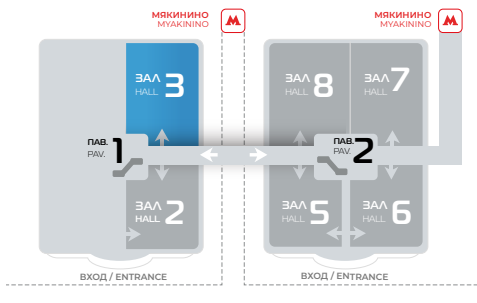 МЯКИНИНО
MYAKININO
М
МЯКИНИНО
MYAKININO
М
ЗАЛ 3
HALL
ЗАЛ 8
HALL
ЗАЛ 7
HALL
ПАВ. 1
PAV.
ПАВ. 2
PAV.
ЗАЛ 2
HALL
ЗАЛ 5
HALL
ЗАЛ 6
HALL
ВХОД / ENTRANCE
ВХОД / ENTRANCE